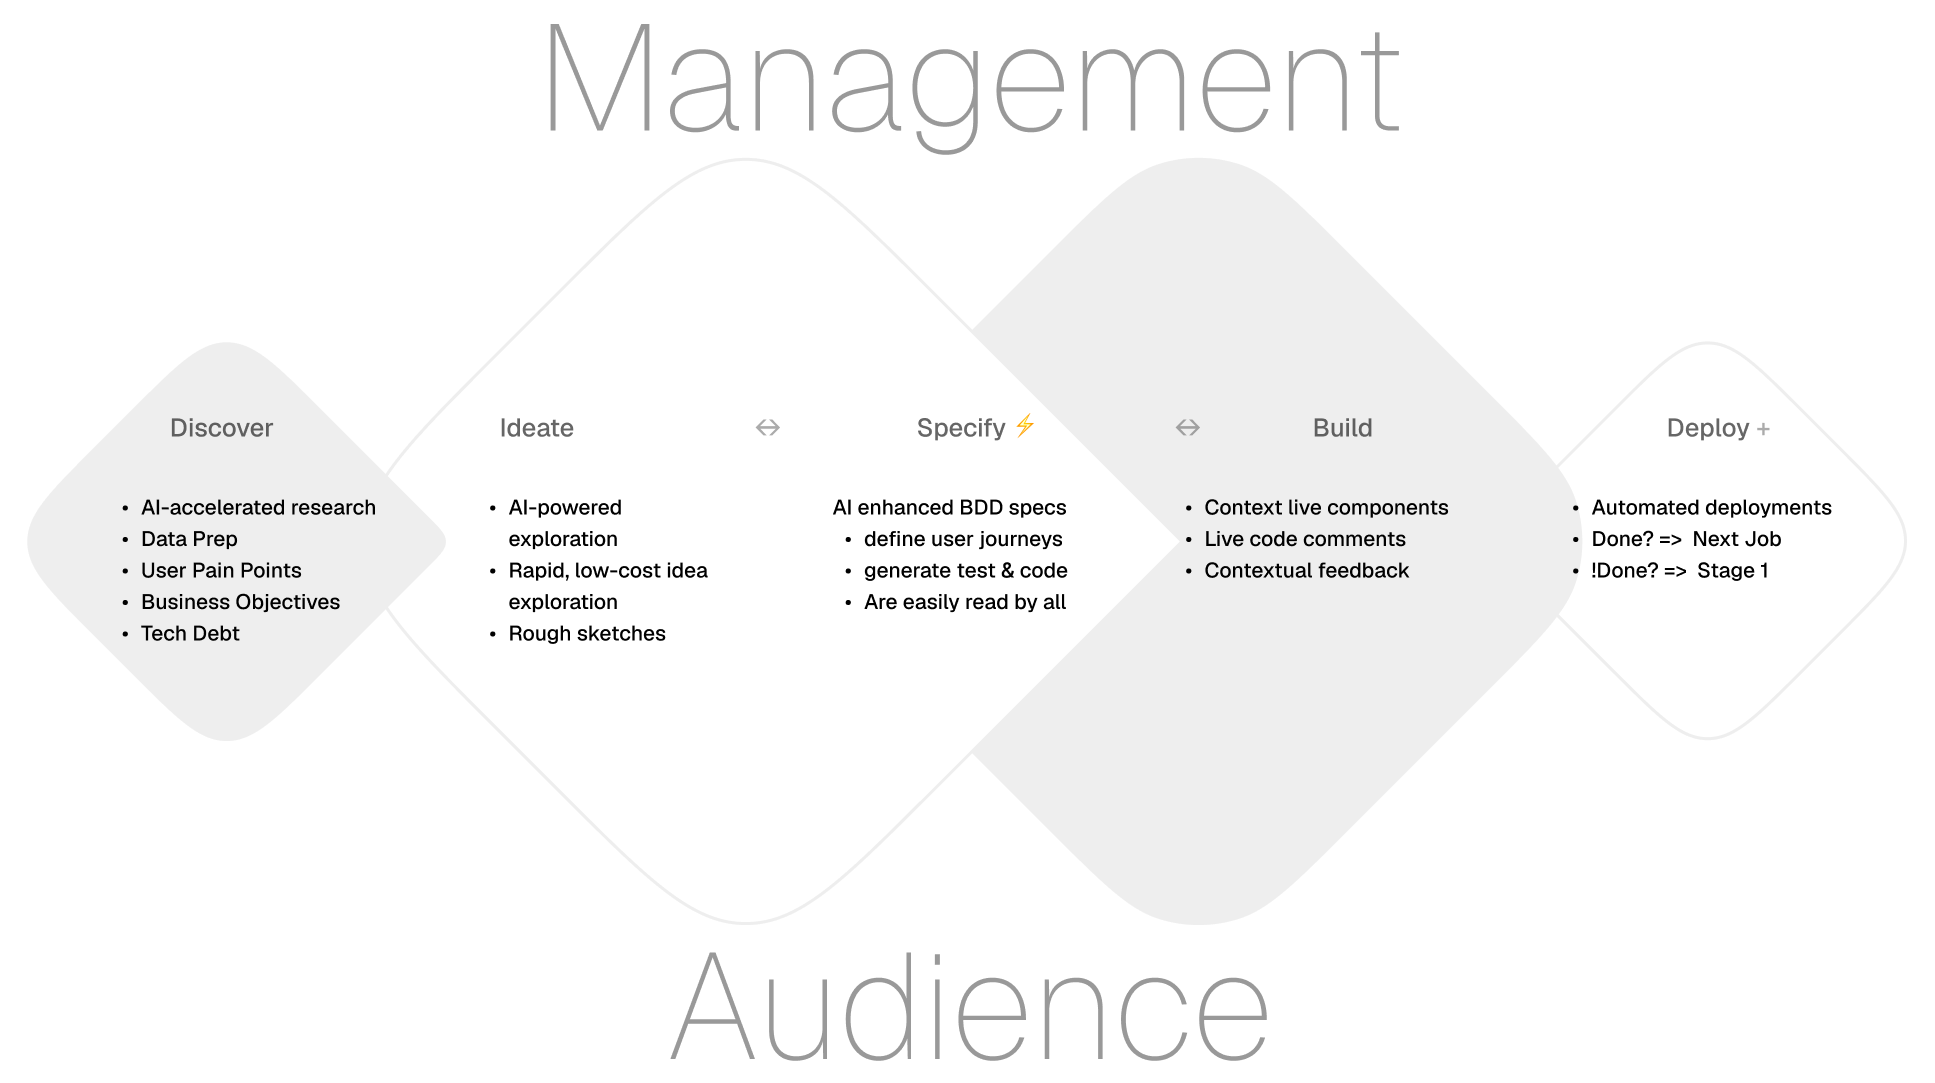 Management
Discover
• AI-accelerated research
• Data Prep
• User Pain Points
• Business Objectives
• Tech Debt
Ideate
• AI-powered
exploration
• Rapid, low-cost idea
exploration
• Rough sketches
↔
Specify ⚡
AI enhanced BDD specs
• define user journeys
• generate test & code
• Are easily read by all
↔
Build
• Context live components
• Live code comments
• Contextual feedback
Deploy +
• Automated deployments
• Done? => Next Job
• !Done? => Stage 1
Audience